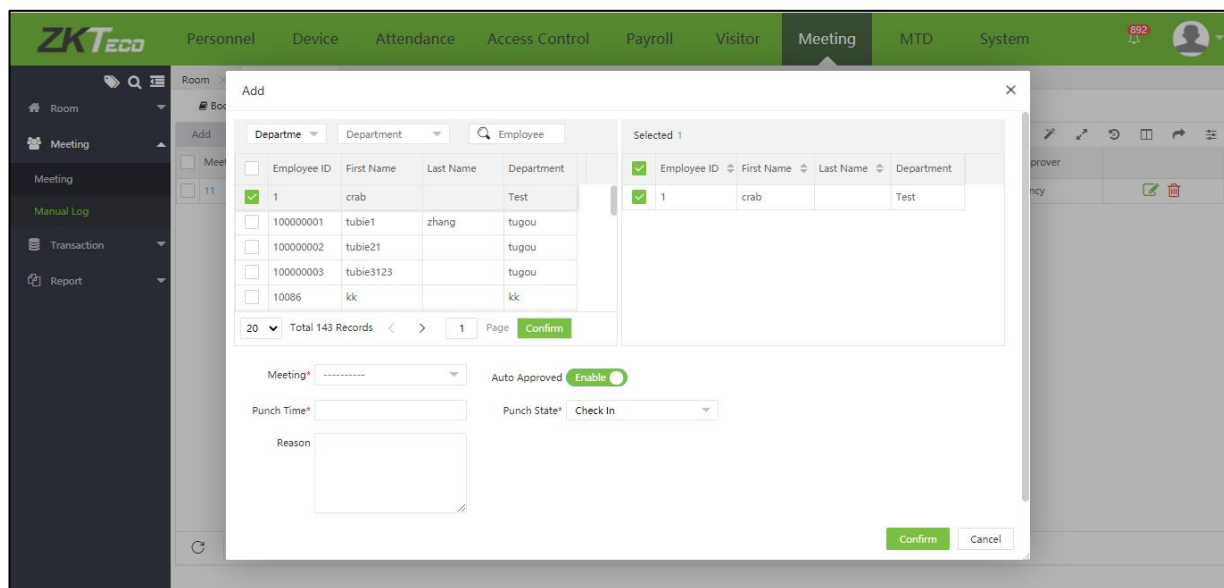 ZKTeco Personnel Device Attendance Access Control Payroll Visitor Meeting MTD System 892
Room
Add
Room
Meeting
Meeting
Manual Log
Transaction
Report
Add
11
Departme Department Employee
Employee ID First Name Last Name Department
1 crab Test
100000001 tubie1 zhang tugou
100000002 tubie21 tugou
100000003 tubie3123 tugou
10086 kk kk
20 Total 143 Records < > 1 Page Confirm
Selected 1
Employee ID First Name Last Name Department
1 crab Test
Meeting* ---------- Auto Approved Enable
Punch Time* Punch State* Check In
Reason
Confirm Cancel